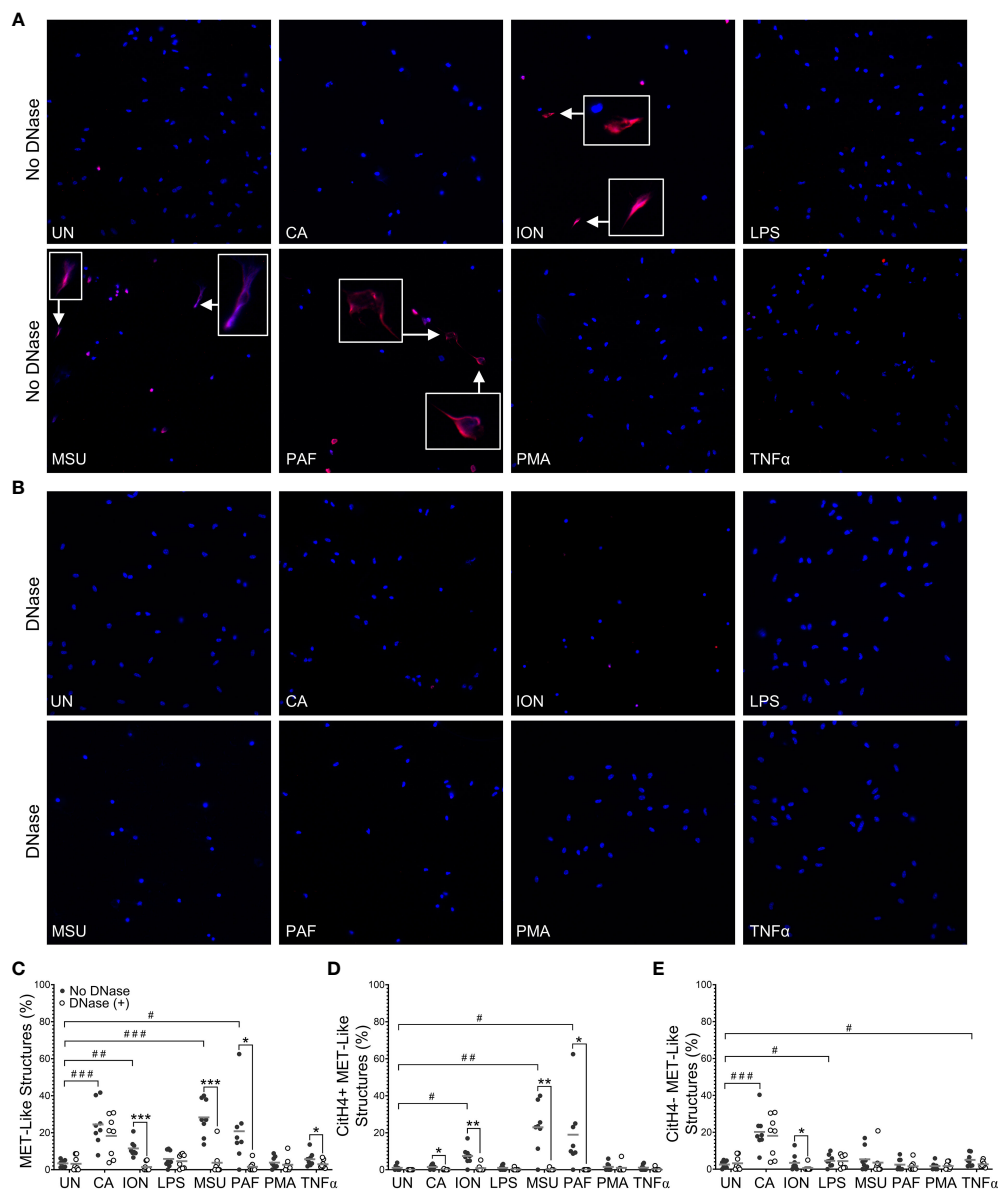 A
No DNase
UN
CA
ION
LPS
No DNase
MSU
PAF
PMA
TNFα
B
DNase
UN
CA
ION
LPS
DNase
MSU
PAF
PMA
TNFα
C
MET-Like Structures (%)
100
80
60
40
20
0
No DNase
DNase (+)
#
###
##
###
***
***
*
*
UN CA ION LPS MSU PAF PMA TNFα
D
CitH4+ MET-Like
Structures (%)
100
80
60
40
20
0
#
##
#
*
**
**
*
UN CA ION LPS MSU PAF PMA TNFα
E
CitH4- MET-Like
Structures (%)
100
80
60
40
20
0
#
#
###
*
UN CA ION LPS MSU PAF PMA TNFα